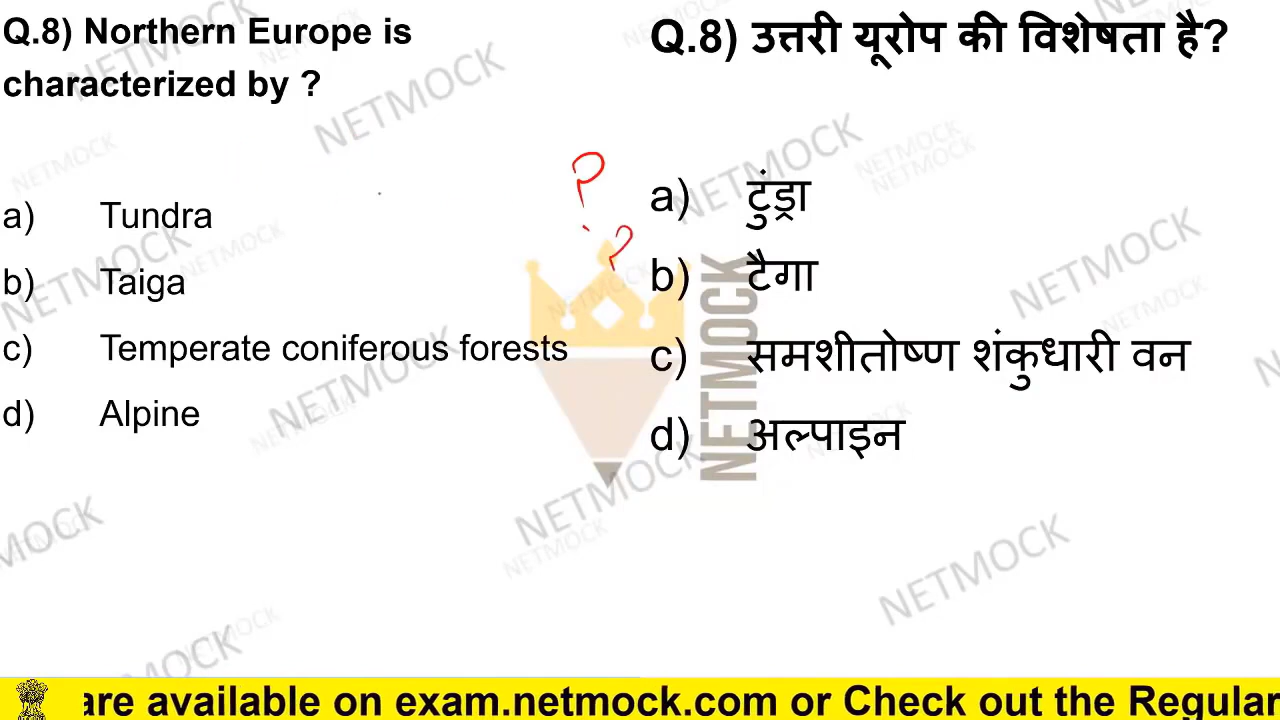 Q.8) Northern Europe is
characterized by ?
a) Tundra
b) Taiga
c) Temperate coniferous forests
d) Alpine
Q.8) उत्तरी यूरोप की विशेषता है?
a) टुंड्रा
b) टैगा
c) समशीतोष्ण शंकुधारी वन
d) अल्पाइन
NETMOCK
are available on exam.netmock.com or Check out the Regular